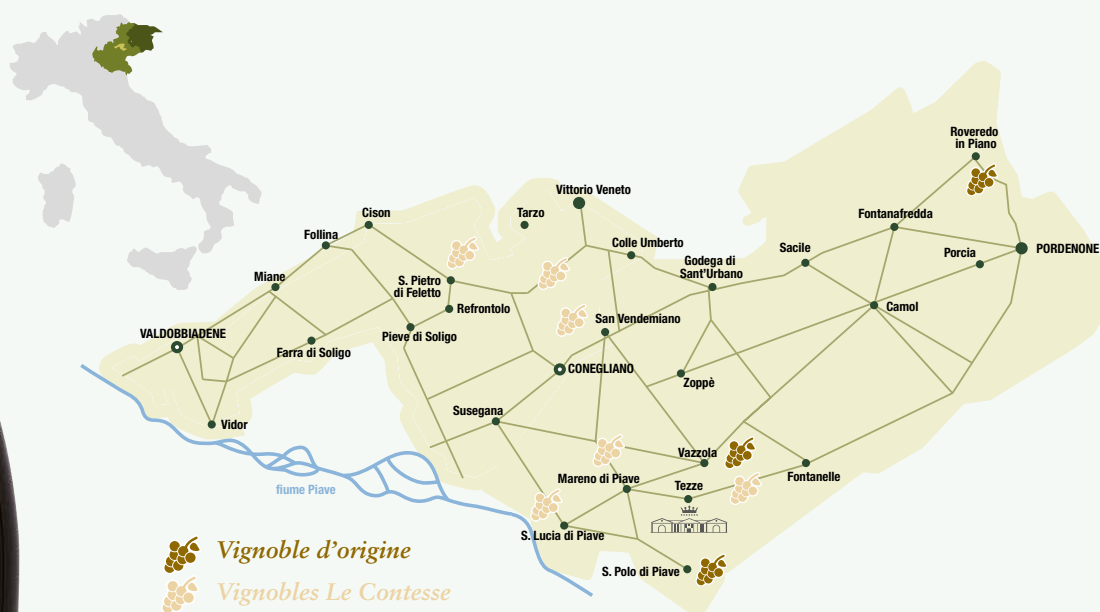 Roveredo
in Piano
Vittorio Veneto
Cison
Tarzo
Fontanafredda
Follina
Colle Umberto
Sacile
PORDENONE
Porcia
Godega di
Sant'Urbano
Miane
S. Pietro
di Feletto
Refrontolo
Camol
San Vendemiano
VALDOBBIADENE
Pieve di Soligo
Farra di Soligo
CONEGLIANO
Zoppè
Susegana
Vidor
Vazzola
Mareno di Piave
Tezze
Fontanelle
fiume Piave
S. Lucia di Piave
S. Polo di Piave
Vignoble d'origine
Vignobles Le Contesse